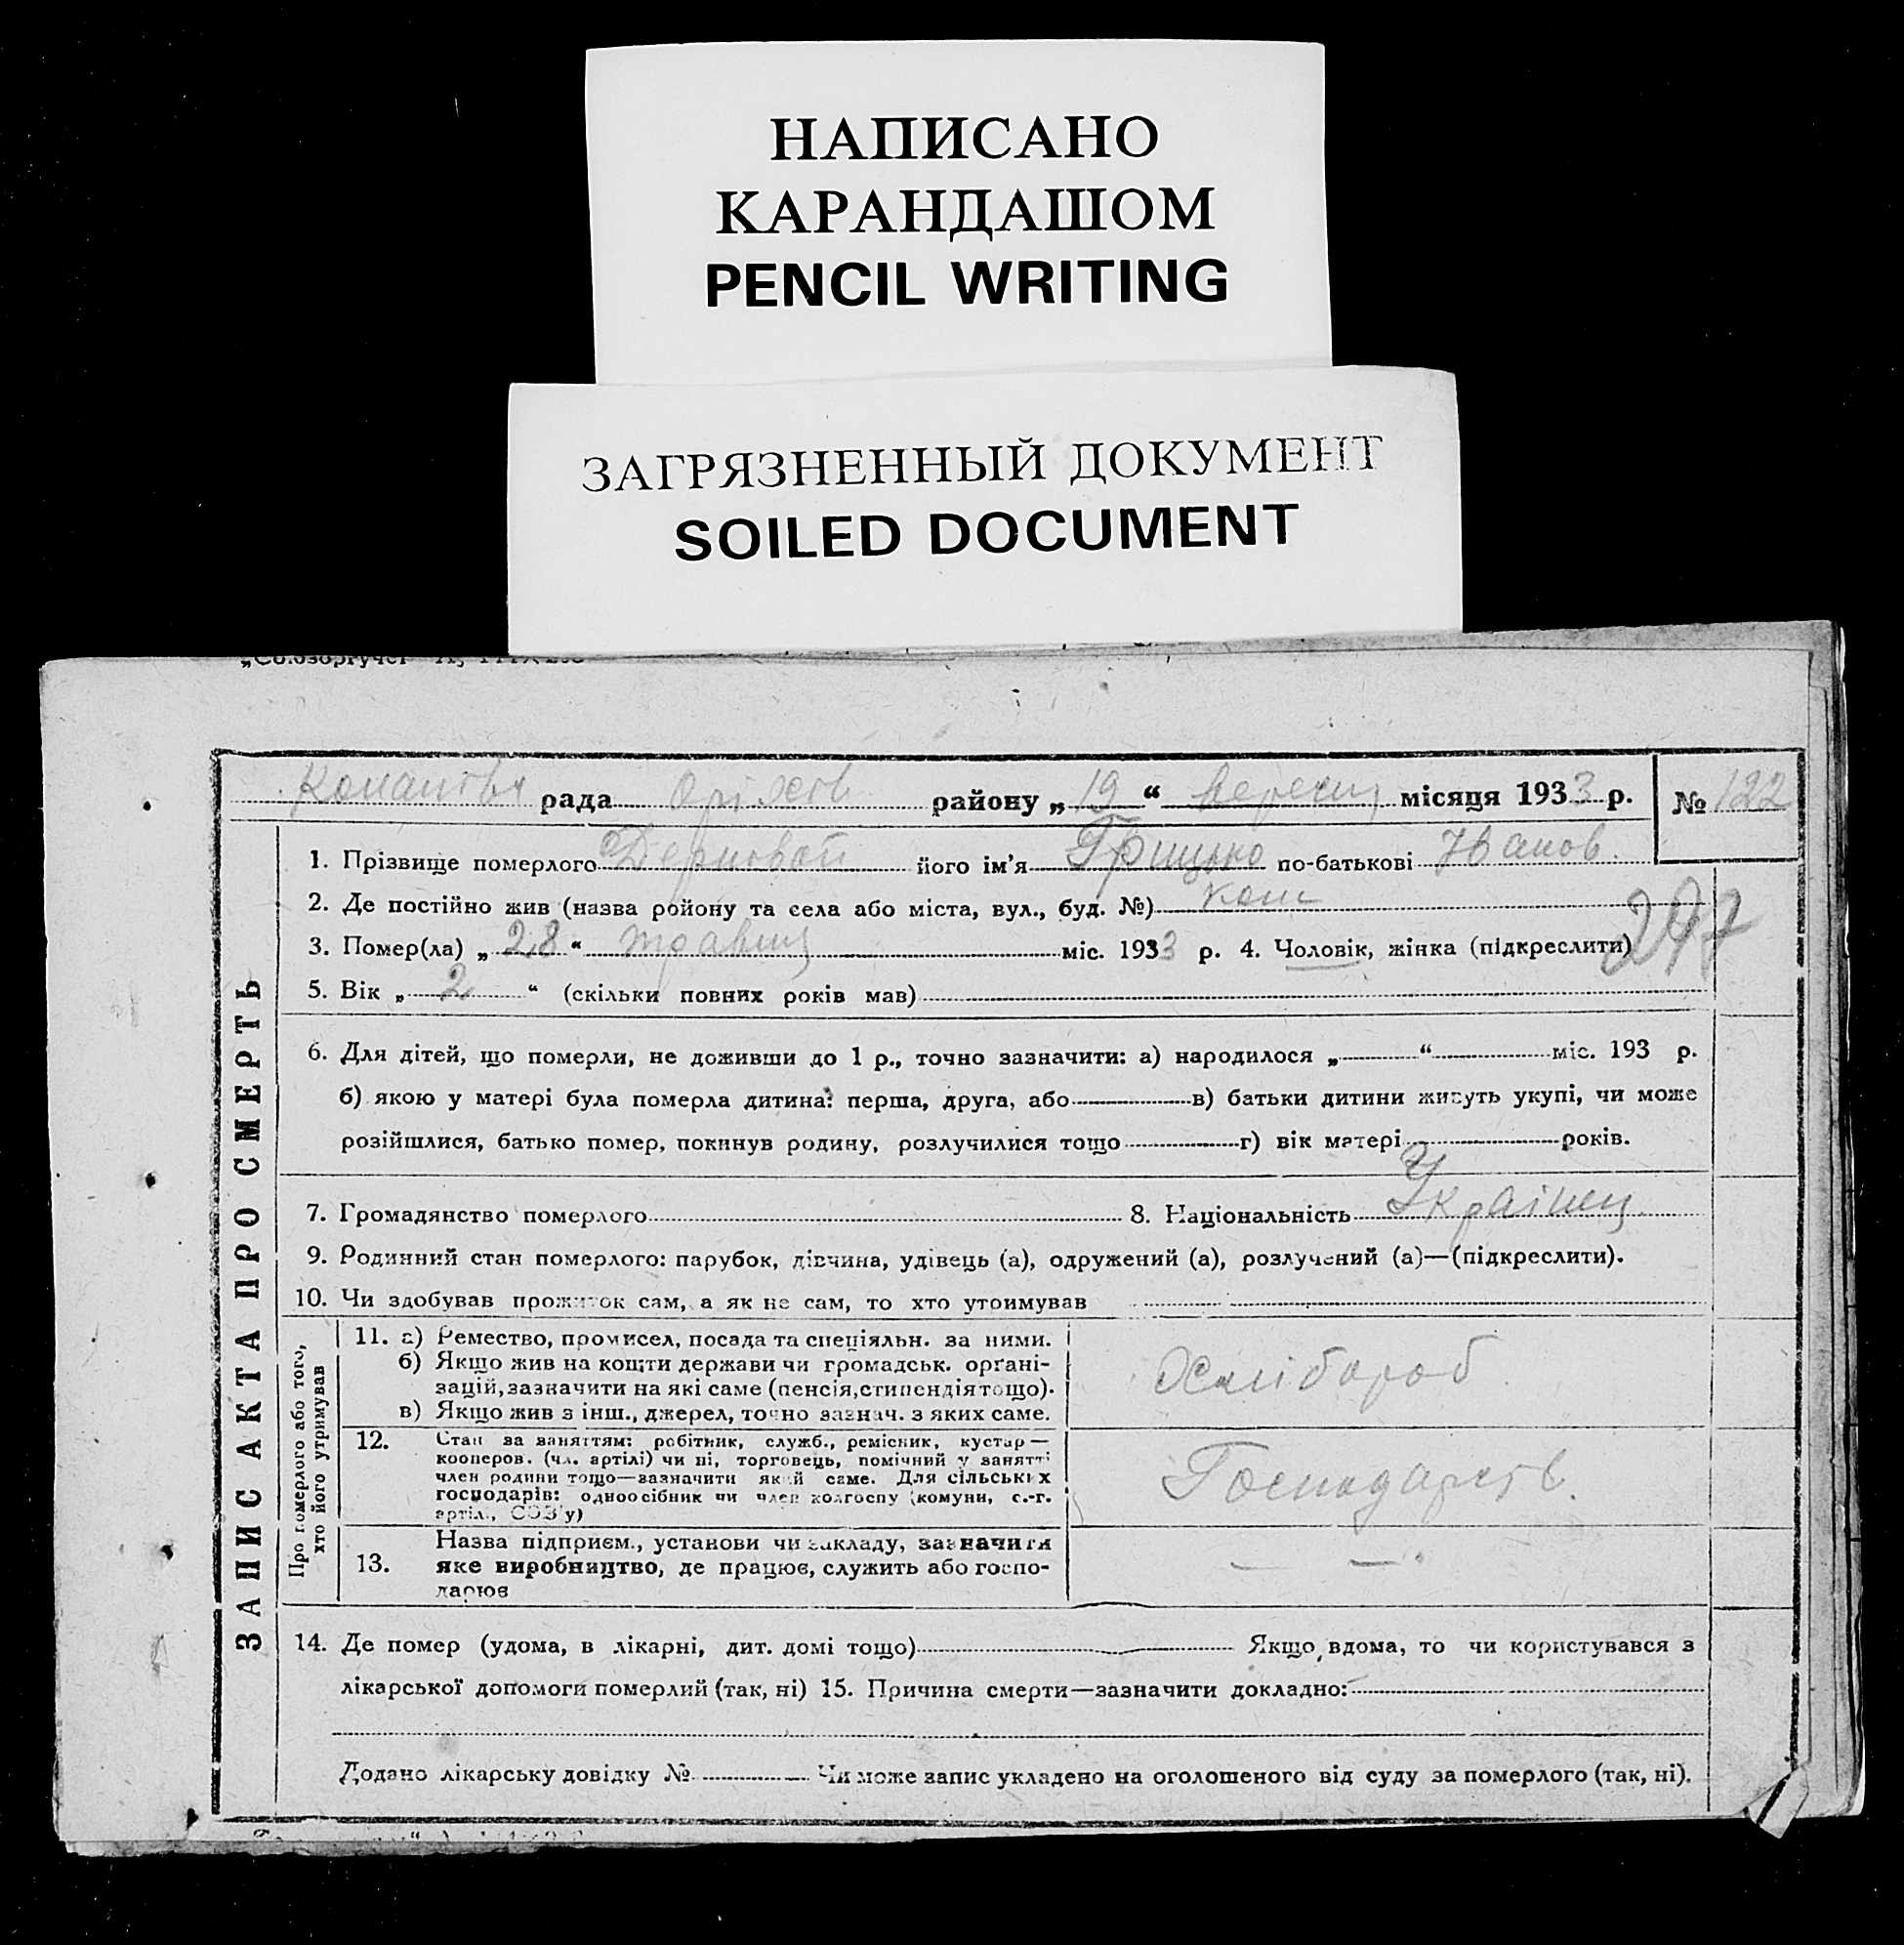 НАПИСАНО
КАРАНДАШОМ
PENCIL WRITING
ЗАГРЯЗНЕННЫЙ ДОКУМЕНТ
SOILED DOCUMENT
рада району „19“ місяця 1933 р. № 122
1. Прізвище померлого його ім'я Грицько по-батькові Іванов.
2. Де постійно жив (назва ройону та села або міста, вул., буд. №)
247
3. Помер(ла) „28“ травня міс. 1933 р. 4. Чоловік, жінка (підкреслити)
5. Вік „2“ (скільки повних років мав)
6. Для дітей, що померли, не доживши до 1 р., точно зазначити: а) народилося „ “ міс. 193 р.
б) якою у матері була померла дитина: перша, друга, або в) батьки дитини живуть укупі, чи може
розійшлися, батько помер, покинув родину, розлучилися тощо г) вік матері років.
7. Громадянство померлого 8. Національність Українец
9. Родинний стан померлого: парубок, дівчина, удівець (а), одружений (а), розлучений (а)—(підкреслити).
10. Чи здобував прожиток сам, а як не сам, то хто утоимував
ЗАПИС АКТА ПРО СМЕРТЬ
Про померлого або того,
хто його утримував
11. а) Ремество, промисел, посада та спеціяльн. за ними.
б) Якщо жив на кошти держави чи громадськ. органі-
зацій, зазначити на які саме (пенсія, стипендія тощо).
в) Якщо жив з інш., джерел, точно зазнач. з яких саме.
Хлібороб
12. Стан за заняттям: робітник, служб., ремісник, кустар—
кооперов. (чл. артілі) чи ні, торговець, помічний у занятті
член родини тощо—зазначити який саме. Для сільських
господарів: одноосібник чи член колгоспу (комуни, с.-г.
артіл., СОЗ'у)
Господарств.
13. Назва підприєм., установи чи закладу, зазначити
яке виробництво, де працює, служить або госпо-
дарює
14. Де помер (удома, в лікарні, дит. домі тощо) Якщо вдома, то чи користувався з
лікарської допомоги померлий (так, ні) 15. Причина смерти—зазначити докладно:
Додано лікарську довідку № Чи може запис укладено на оголошеного від суду за померлого (так, ні).